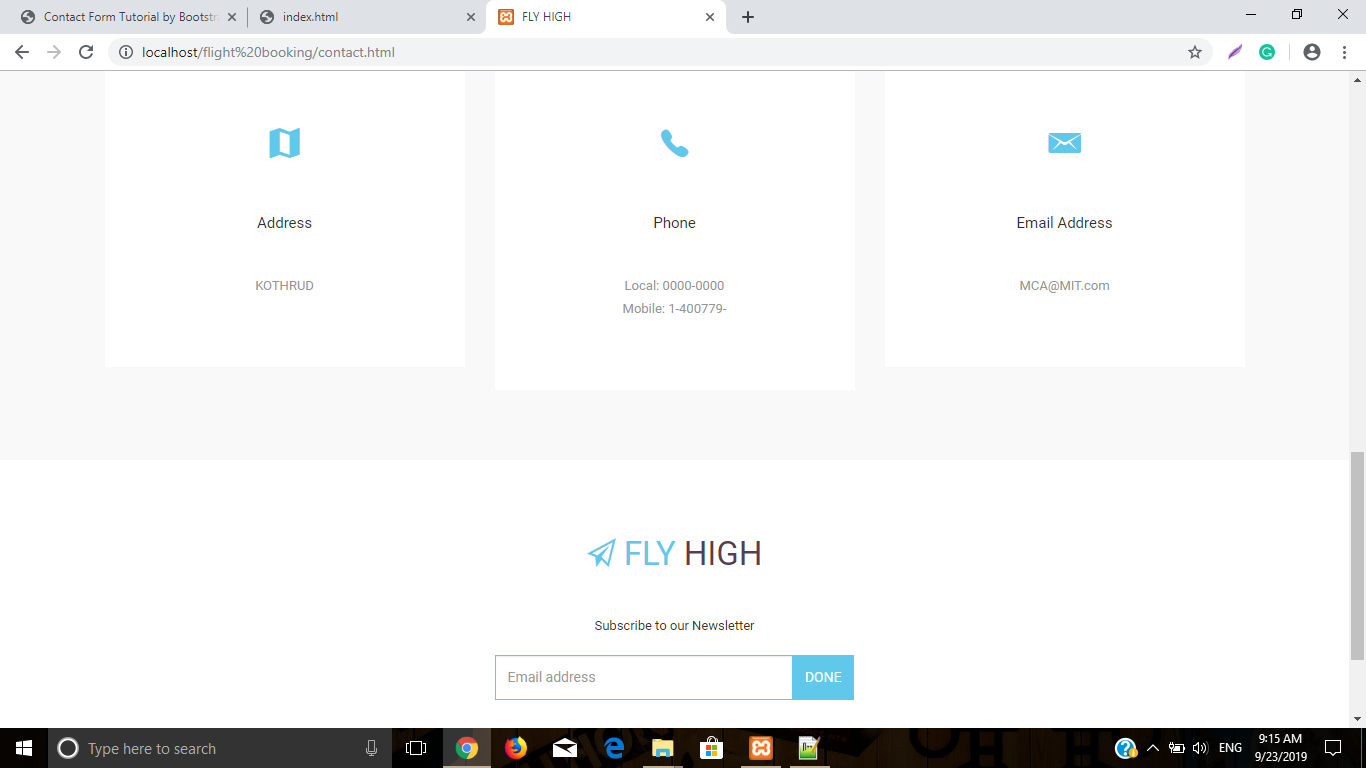 Contact Form Tutorial by Bootstr
index.html
FLY HIGH
localhost/flight%20booking/contact.html
Address
KOTHRUD
Phone
Local: 0000-0000
Mobile: 1-400779-
Email Address
MCA@MIT.com
FLY HIGH
Subscribe to our Newsletter
Email address
DONE
Type here to search
ENG
9:15 AM
9/23/2019